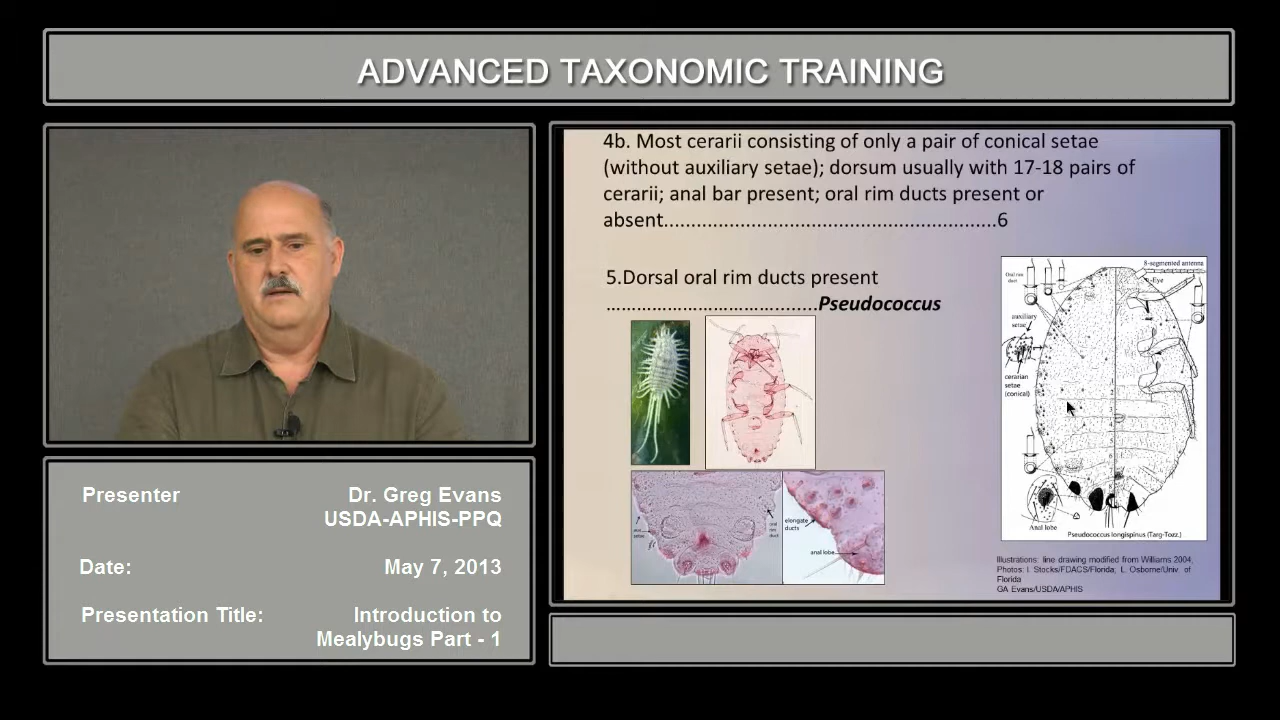 ADVANCED TAXONOMIC TRAINING
Presenter
Dr. Greg Evans
USDA-APHIS-PPQ
Date:
May 7, 2013
Presentation Title:
Introduction to
Mealybugs Part - 1
4b. Most cerarii consisting of only a pair of conical setae
(without auxiliary setae); dorsum usually with 17-18 pairs of
cerarii; anal bar present; oral rim ducts present or
absent.............................................................6
5.Dorsal oral rim ducts present
.......................................Pseudococcus
elongate
ducts
anal lobe
oral
rim
duct
setae
Oral rim
duct
8-segmented antenna
Eye
auxiliary
setae
cerarian
setae
(conical)
Anal lobe
Pseudococcus longispinus (Targ-Tozz.)
Illustrations: line drawing modified from Williams 2004,
Photos: I. Stocks/FDACS/Florida; L. Osborne/Univ. of
Florida
GA Evans/USDA/APHIS